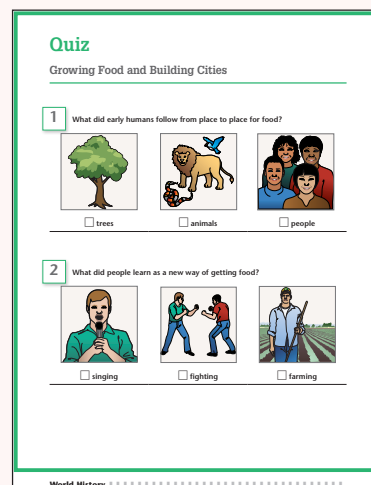 Quiz
Growing Food and Building Cities
1 What did early humans follow from place to place for food?
trees animals people
2 What did people learn as a new way of getting food?
singing fighting farming
World History